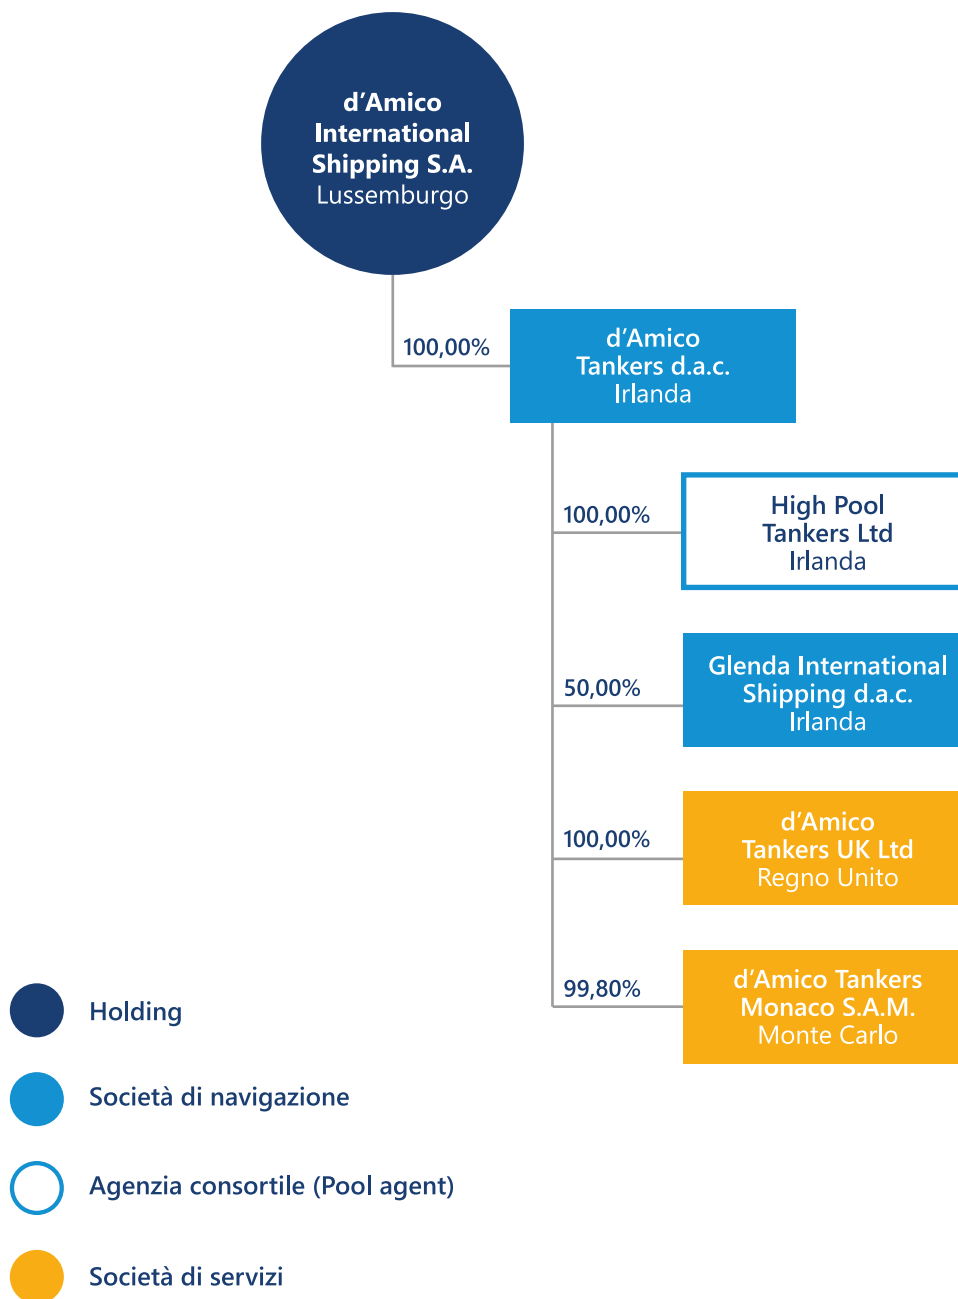 d’Amico
International
Shipping S.A.
Lussemburgo
100,00%
d’Amico
Tankers d.a.c.
Irlanda
100,00%
High Pool
Tankers Ltd
Irlanda
50,00%
Glenda International
Shipping d.a.c.
Irlanda
100,00%
d’Amico
Tankers UK Ltd
Regno Unito
99,80%
d’Amico Tankers
Monaco S.A.M.
Monte Carlo
Holding
Società di navigazione
Agenzia consortile (Pool agent)
Società di servizi